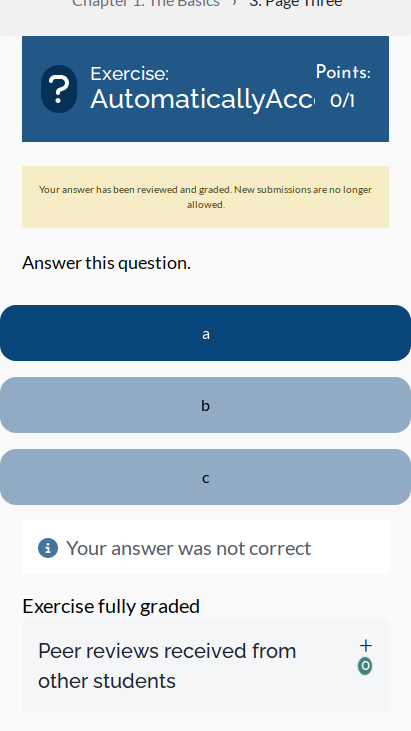 Chapter 1: The Basics › 3. Page Three
Exercise:
Points:
AutomaticallyAcc
0/1
Your answer has been reviewed and graded. New submissions are no longer
allowed.
Answer this question.
a
b
c
Your answer was not correct
Exercise fully graded
Peer reviews received from
other students
+
0